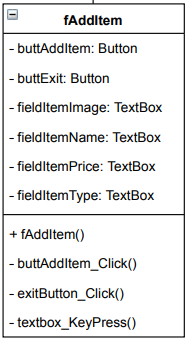 fAddItem
- buttAddItem: Button
- buttExit: Button
- fieldItemImage: TextBox
- fieldItemName: TextBox
- fieldItemPrice: TextBox
- fieldItemType: TextBox
+ fAddItem()
- buttAddItem_Click()
- exitButton_Click()
- textbox_KeyPress()